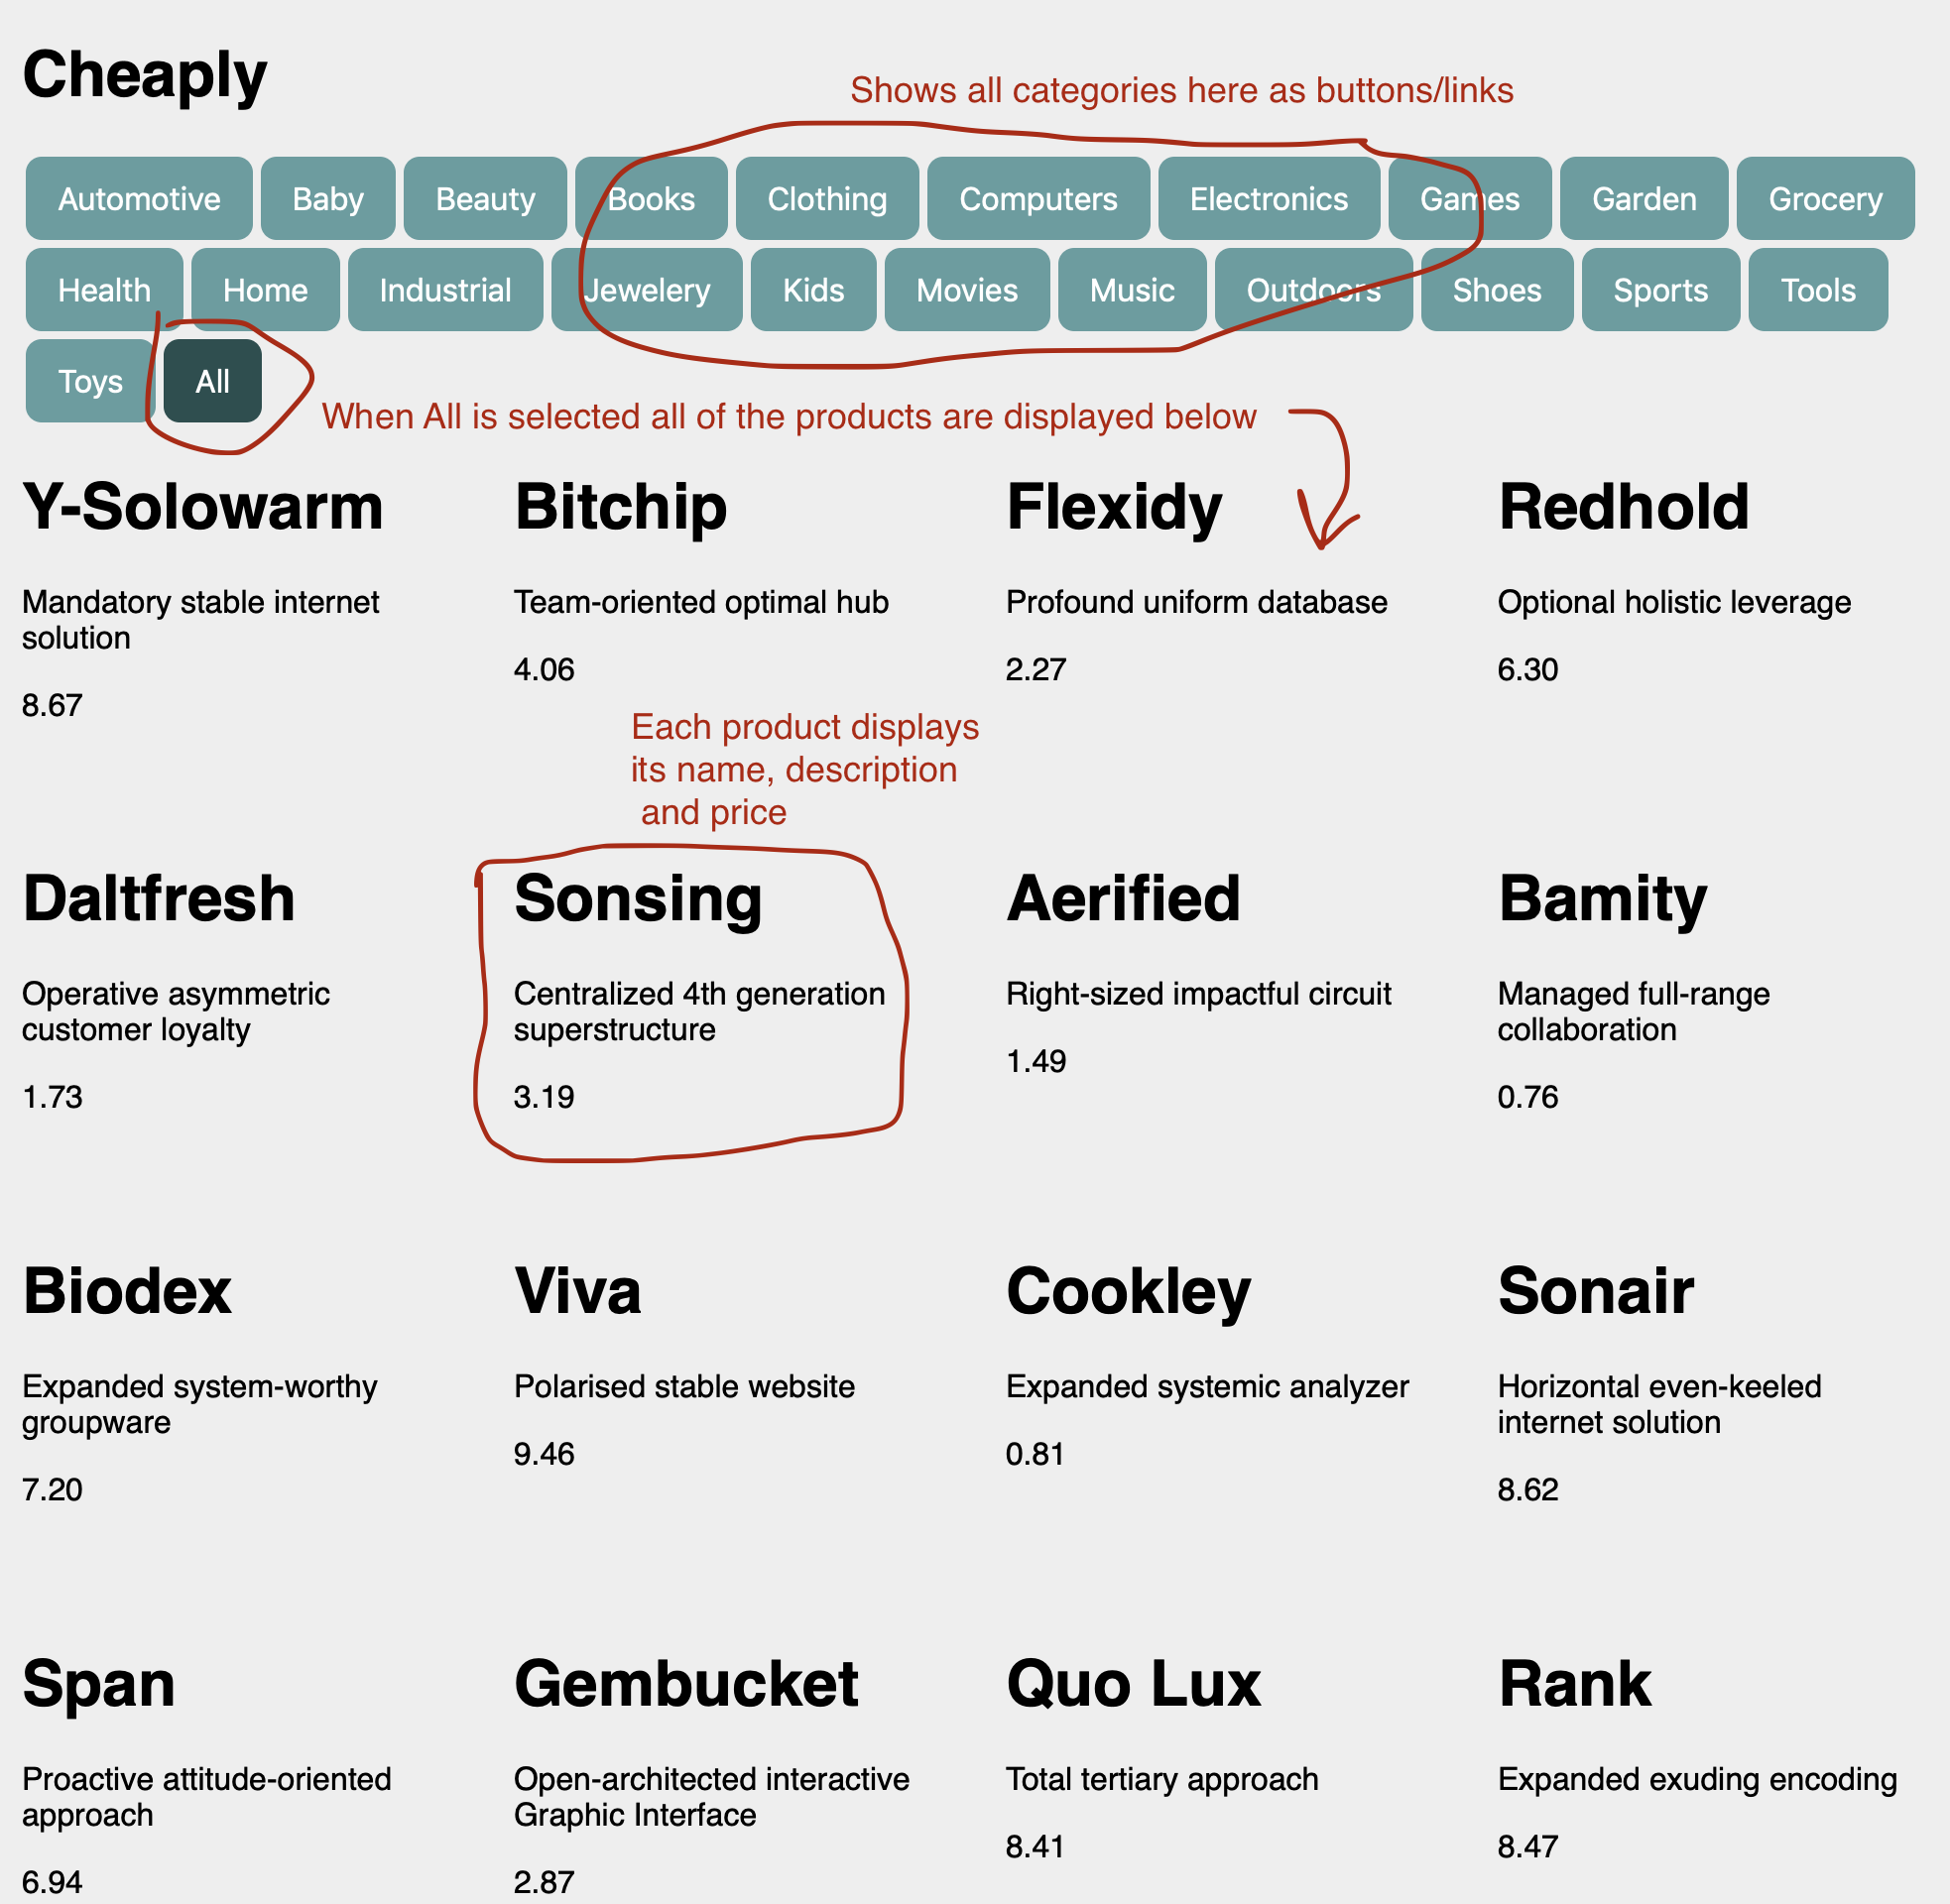 Cheaply
Shows all categories here as buttons/links
Automotive Baby Beauty Books Clothing Computers Electronics Games Garden Grocery
Health Home Industrial Jewelery Kids Movies Music Outdoors Shoes Sports Tools
Toys All
When All is selected all of the products are displayed below
Y-Solowarm Bitchip Flexidy Redhold
Mandatory stable internet Team-oriented optimal hub Profound uniform database Optional holistic leverage
solution
4.06 2.27 6.30
8.67
Each product displays
its name, description
and price
Daltfresh Sonsing Aerified Bamity
Operative asymmetric Centralized 4th generation Right-sized impactful circuit Managed full-range
customer loyalty superstructure collaboration
1.49
1.73 3.19 0.76
Biodex Viva Cookley Sonair
Expanded system-worthy Polarised stable website Expanded systemic analyzer Horizontal even-keeled
groupware internet solution
9.46 0.81
7.20 8.62
Span Gembucket Quo Lux Rank
Proactive attitude-oriented Open-architected interactive Total tertiary approach Expanded exuding encoding
approach Graphic Interface
8.41 8.47
6.94 2.87